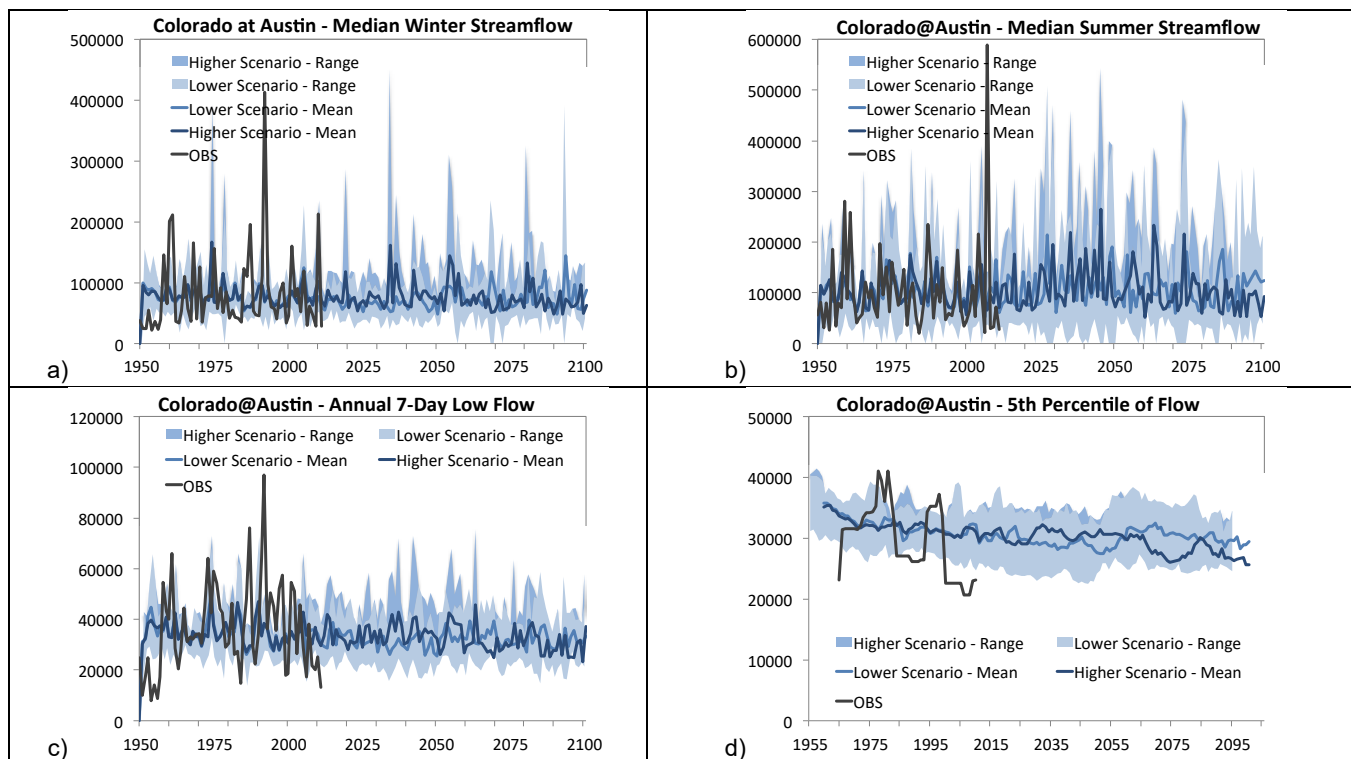 Colorado at Austin - Median Winter Streamflow
500000
400000
300000
200000
100000
0
Higher Scenario - Range
Lower Scenario - Range
Lower Scenario - Mean
Higher Scenario - Mean
OBS
1950 1975 2000 2025 2050 2075 2100
a)
Colorado@Austin - Median Summer Streamflow
600000
500000
400000
300000
200000
100000
0
Higher Scenario - Range
Lower Scenario - Range
Lower Scenario - Mean
Higher Scenario - Mean
OBS
1950 1975 2000 2025 2050 2075 2100
b)
Colorado@Austin - Annual 7-Day Low Flow
120000
100000
80000
60000
40000
20000
0
Higher Scenario - Range Lower Scenario - Range
Lower Scenario - Mean Higher Scenario - Mean
OBS
1950 1975 2000 2025 2050 2075 2100
c)
Colorado@Austin - 5th Percentile of Flow
50000
40000
30000
20000
10000
0
Higher Scenario - Range Lower Scenario - Range
Lower Scenario - Mean Higher Scenario - Mean
OBS
1955 1975 1995 2015 2035 2055 2075 2095
d)